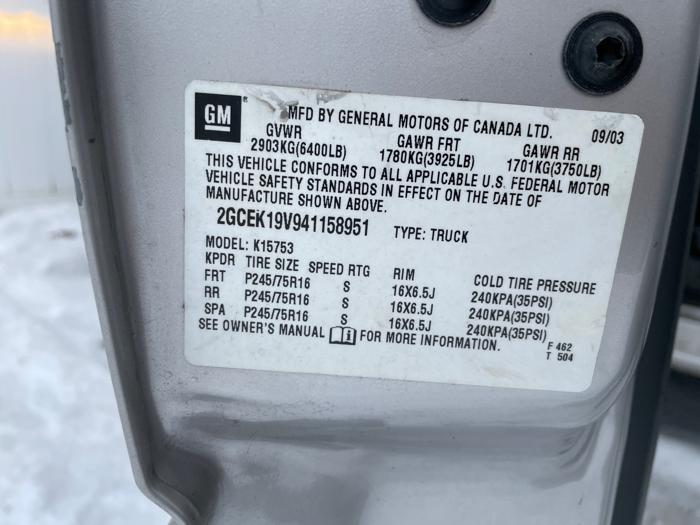 GM ® MFD BY GENERAL MOTORS OF CANADA LTD. 09/03
GVWR GAWR FRT GAWR RR
2903KG(6400LB) 1780KG(3925LB) 1701KG(3750LB)
THIS VEHICLE CONFORMS TO ALL APPLICABLE U.S. FEDERAL MOTOR
VEHICLE SAFETY STANDARDS IN EFFECT ON THE DATE OF
MANUFACTURE SHOWN ABOVE.
2GCEK19V941158951 TYPE: TRUCK
MODEL: K15753
KPDR TIRE SIZE SPEED RTG RIM COLD TIRE PRESSURE
FRT P245/75R16 S 16X6.5J 240KPA(35PSI)
RR P245/75R16 S 16X6.5J 240KPA(35PSI)
SPA P245/75R16 S 16X6.5J 240KPA(35PSI)
SEE OWNER'S MANUAL FOR MORE INFORMATION. F 462
T 504